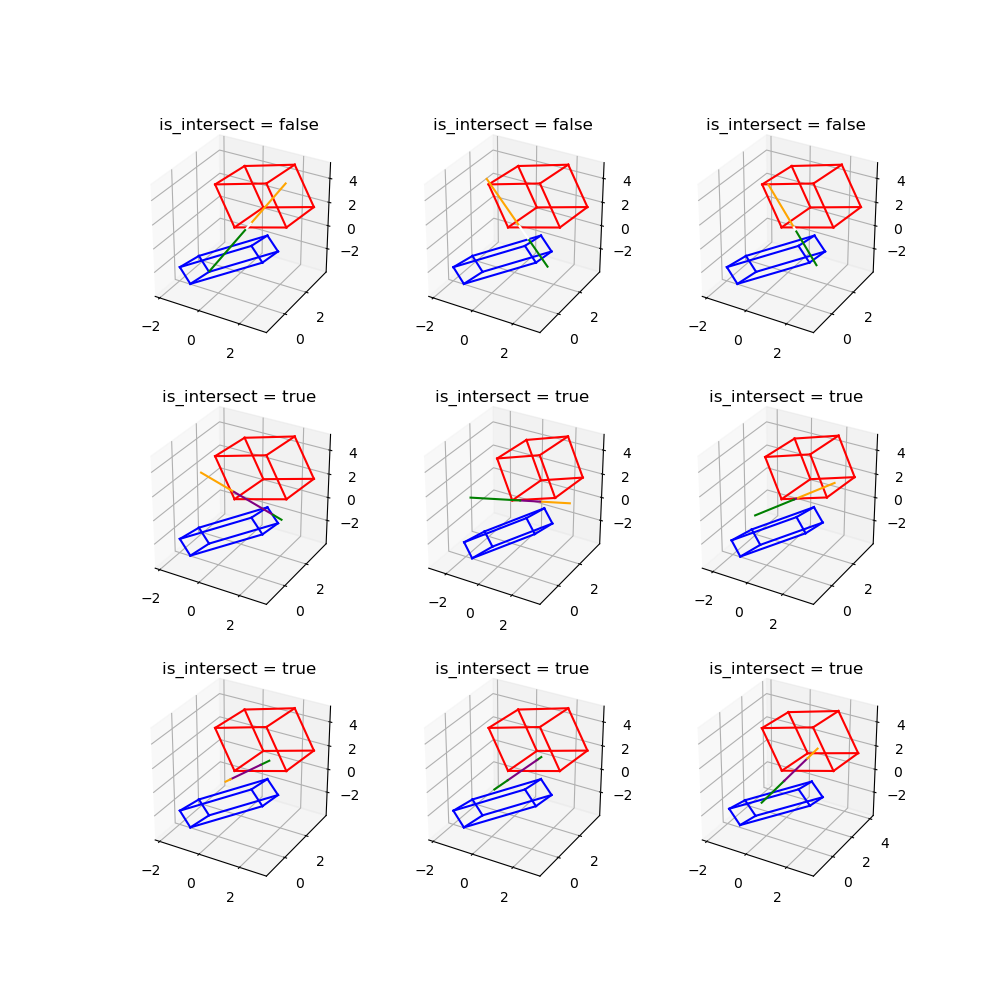 is_intersect = false is_intersect = false is_intersect = false
4 4 4
2 2 2
0 0 0
−2 −2 −2
−2 0 2 0 2 −2 0 2 0 2 −2 0 2 0 2
is_intersect = true is_intersect = true is_intersect = true
4 4 4
2 2 2
0 0 0
−2 −2 −2
−2 0 2 0 2 −2 0 2 0 2 −2 0 2 0 2
is_intersect = true is_intersect = true is_intersect = true
4 4 4
2 2 2
0 0 0
−2 −2 −2
−2 0 2 0 2 −2 0 2 0 2 −2 0 2 0 2 4